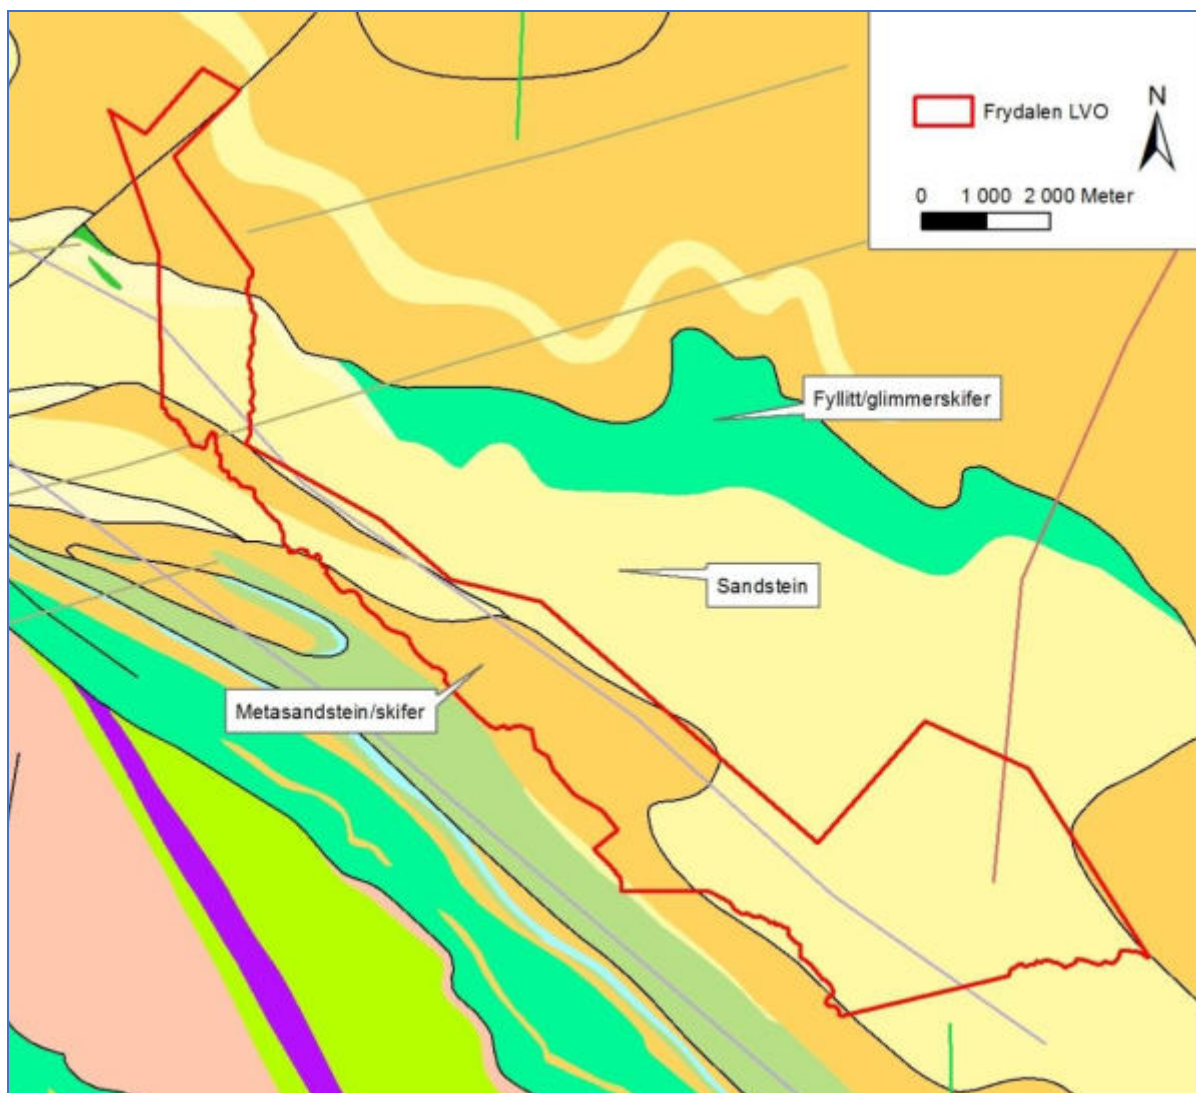 Frydalen LVO
N
0 1 000 2 000 Meter
Fyllitt/glimmerskifer
Sandstein
Metasandstein/skifer